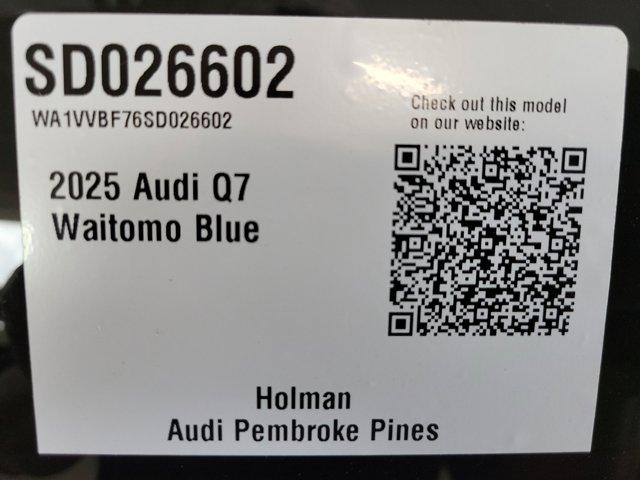 SD026602
WA1VVBF76SD026602
Check out this model
on our website:
2025 Audi Q7
Waitomo Blue
Holman
Audi Pembroke Pines